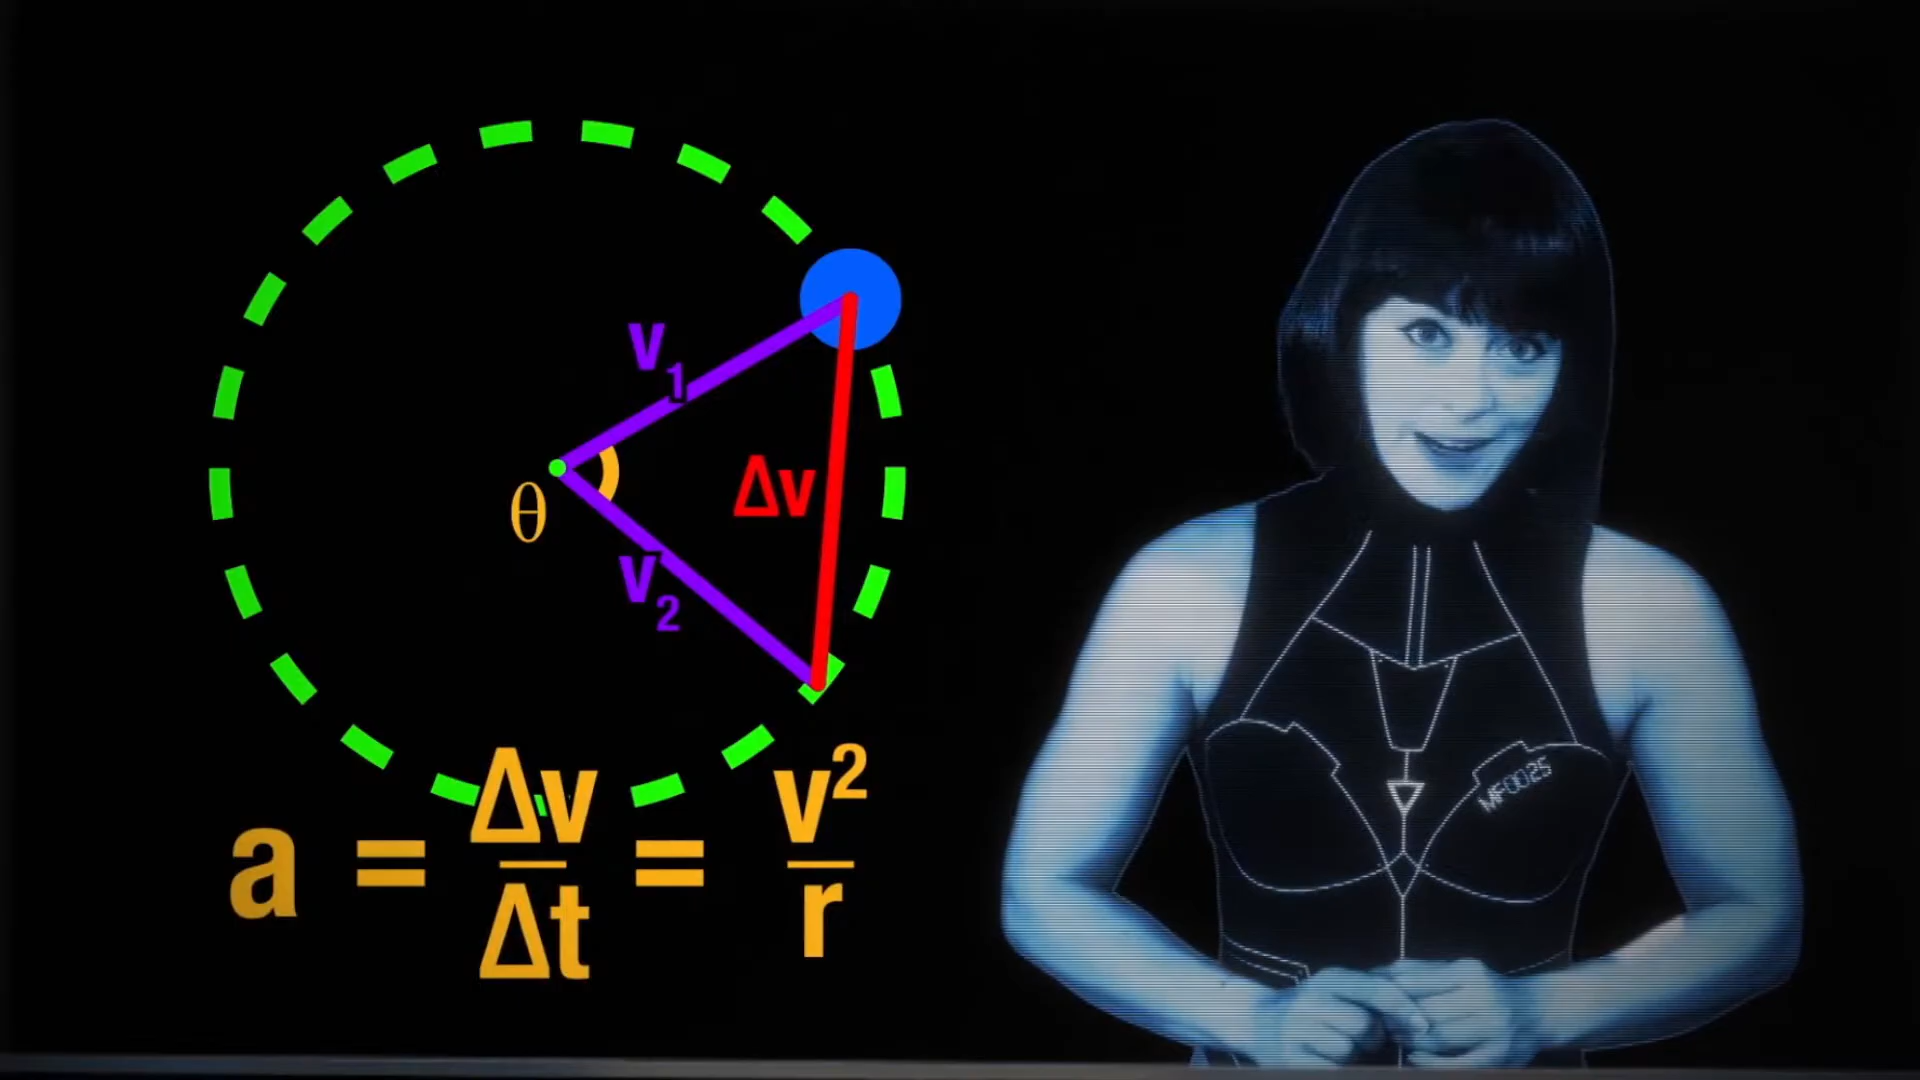 v₁
Δv
θ
v₂
a = Δv/Δt = v²/r
MF0025